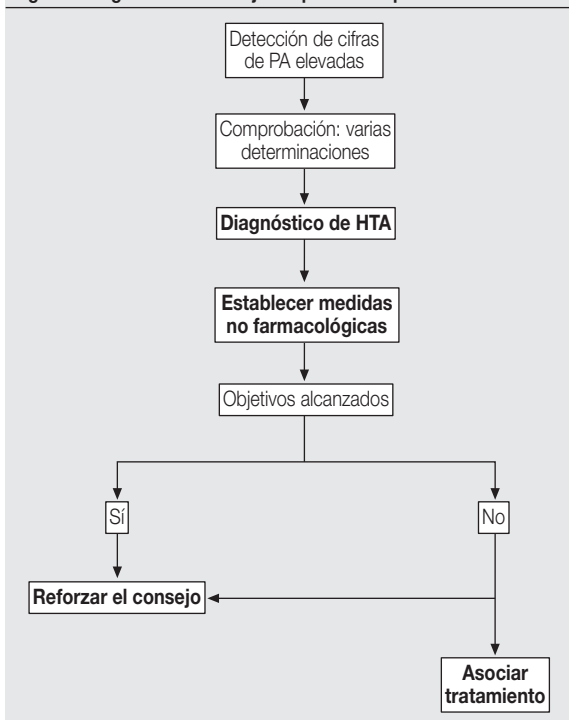 Detección de cifras
de PA elevadas
Comprobación: varias
determinaciones
Diagnóstico de HTA
Establecer medidas
no farmacológicas
Objetivos alcanzados
Sí
No
Reforzar el consejo
Asociar
tratamiento